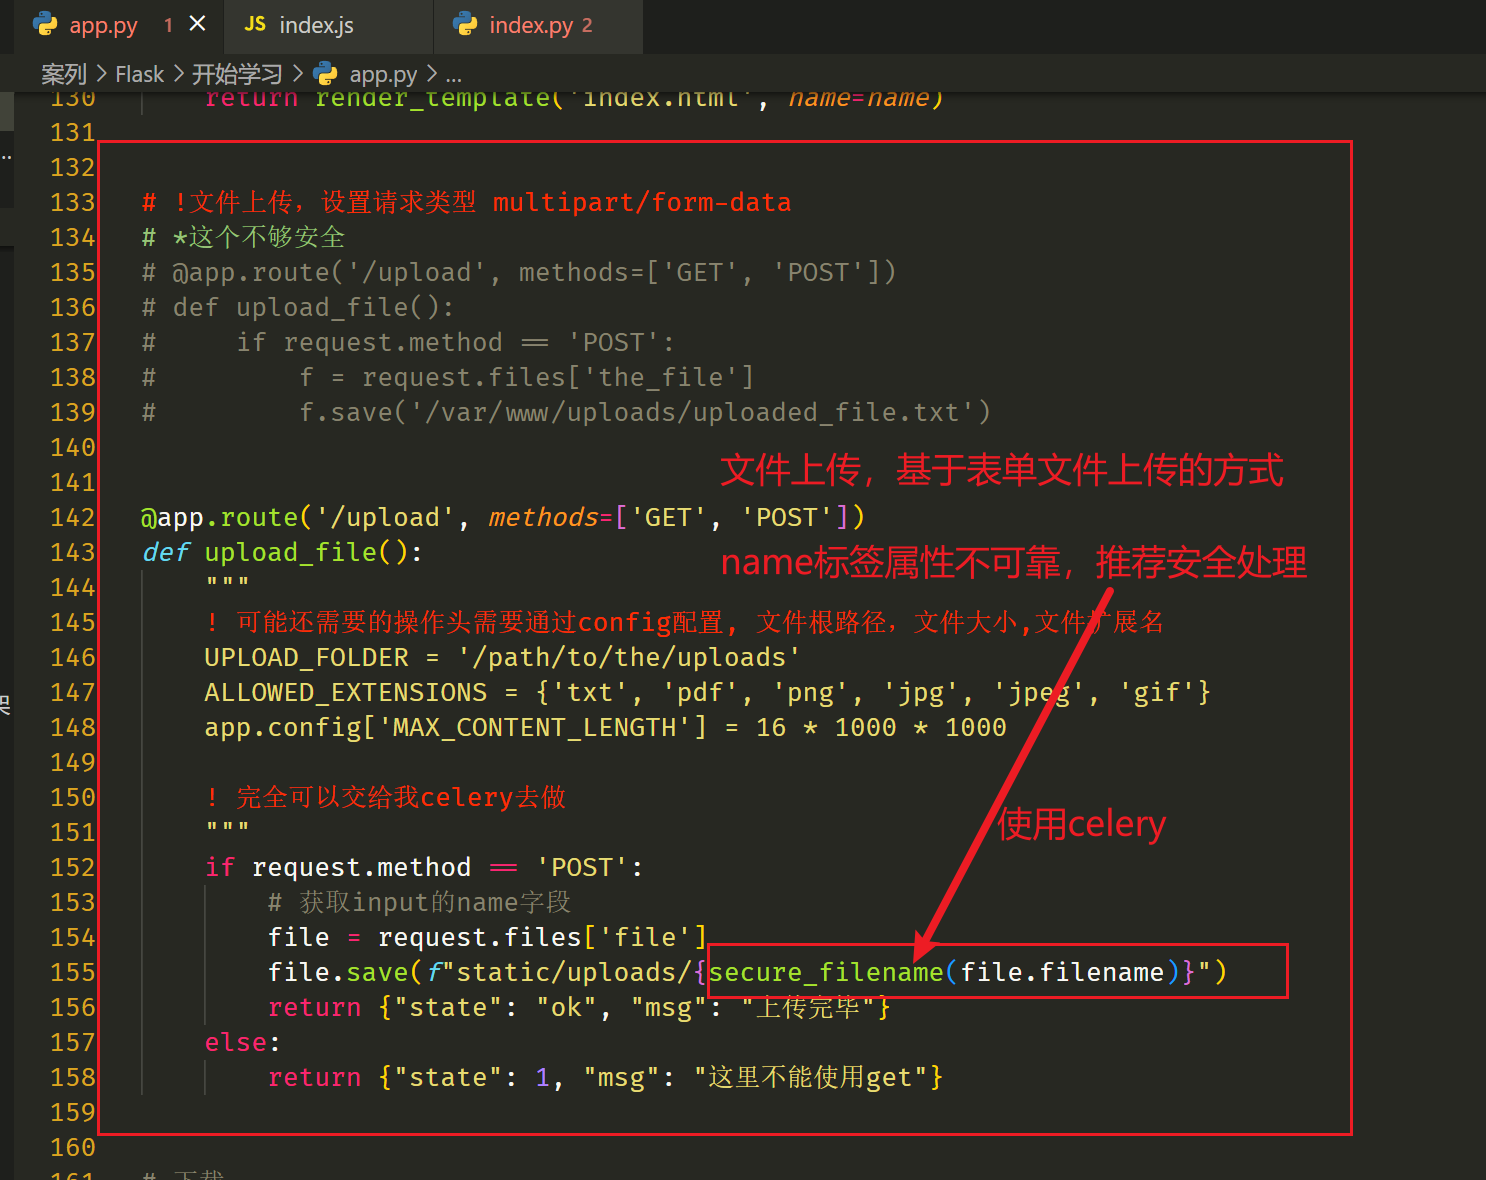 app.py 1 ×
JS index.js
index.py 2
案列 > Flask > 开始学习 > app.py > ...
130 return render_template('index.html', name=name)
131
132
133 # !文件上传，设置请求类型 multipart/form-data
134 # *这个不够安全
135 # @app.route('/upload', methods=['GET', 'POST'])
136 # def upload_file():
137 #     if request.method == 'POST':
138 #         f = request.files['the_file']
139 #         f.save('/var/www/uploads/uploaded_file.txt')
140
文件上传，基于表单文件上传的方式
141
142 @app.route('/upload', methods=['GET', 'POST'])
143 def upload_file():
name标签属性不可靠，推荐安全处理
144     """
145     ! 可能还需要的操作头需要通过config配置, 文件根路径，文件大小,文件扩展名
146     UPLOAD_FOLDER = '/path/to/the/uploads'
147     ALLOWED_EXTENSIONS = {'txt', 'pdf', 'png', 'jpg', 'jpeg', 'gif'}
148     app.config['MAX_CONTENT_LENGTH'] = 16 * 1000 * 1000
149
150     ! 完全可以交给我celery去做
使用celery
151     """
152     if request.method == 'POST':
153         # 获取input的name字段
154         file = request.files['file']
155         file.save(f"static/uploads/{secure_filename(file.filename)}")
156         return {"state": "ok", "msg": "上传完毕"}
157     else:
158         return {"state": 1, "msg": "这里不能使用get"}
159
160
161 # 下载